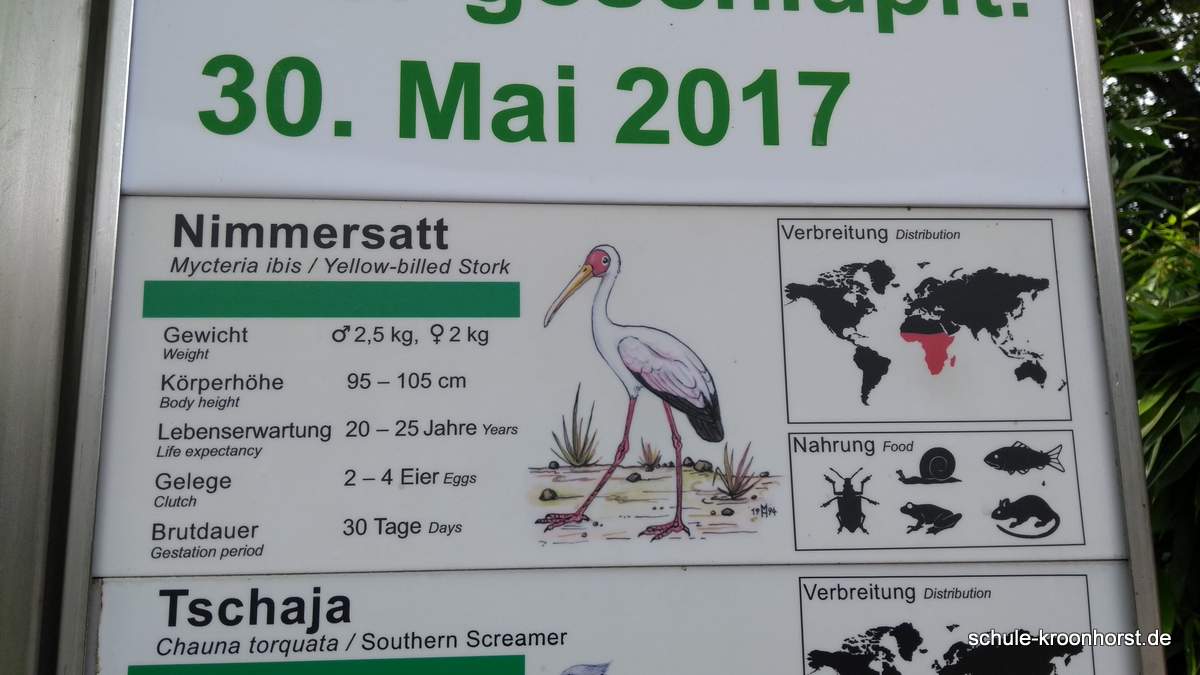 geschlüpft.
30. Mai 2017
Nimmersatt
Mycteria ibis / Yellow-billed Stork
Gewicht ♂ 2,5 kg, ♀ 2 kg
Weight
Körperhöhe 95 – 105 cm
Body height
Lebenserwartung 20 – 25 Jahre Years
Life expectancy
Gelege 2 – 4 Eier Eggs
Clutch
Brutdauer 30 Tage Days
Gestation period
Verbreitung Distribution
Nahrung Food
Tschaja
Chauna torquata / Southern Screamer
Verbreitung Distribution
schule-kroonhorst.de